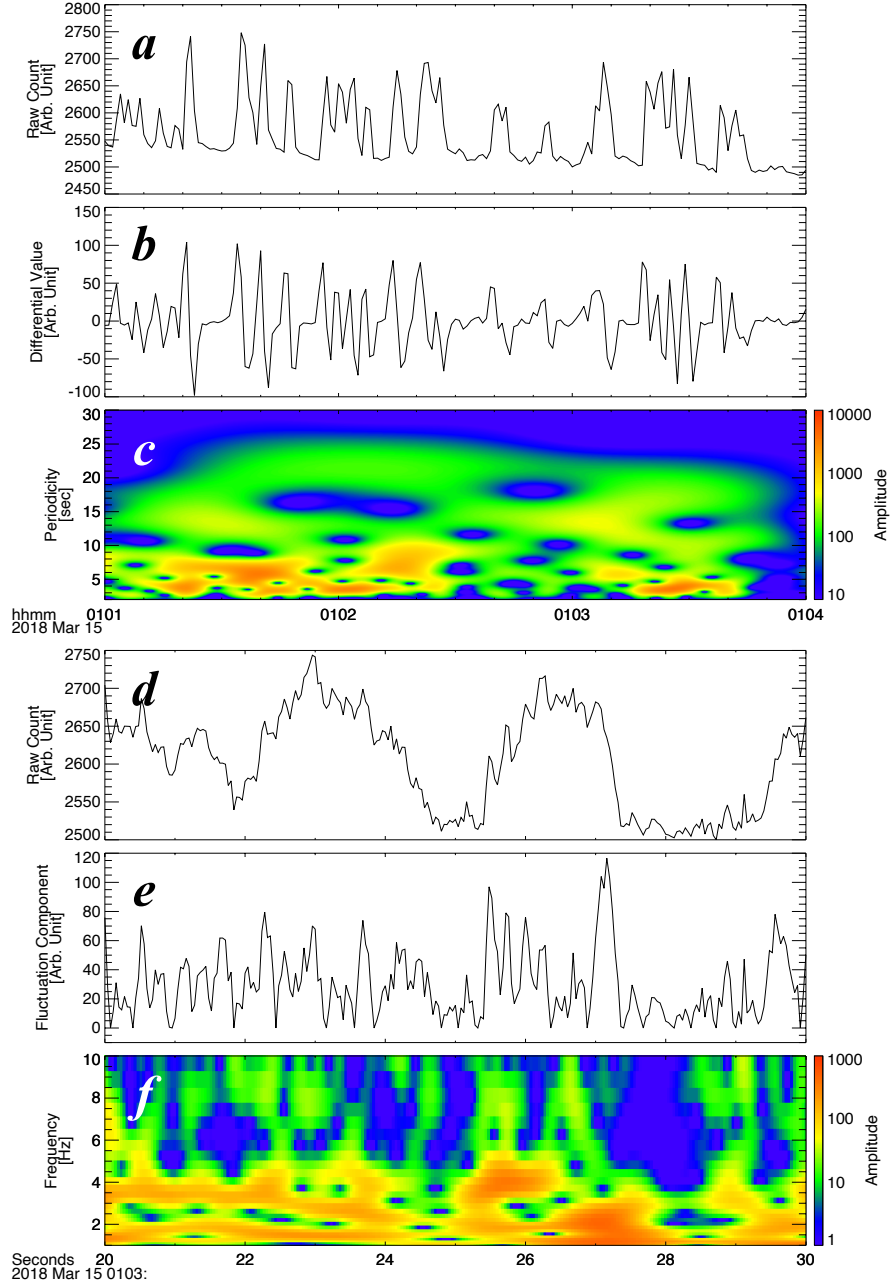 a
2800
2750
2700
2650
2600
2550
2500
2450
Raw Count
[Arb. Unit]
b
150
100
50
0
-50
-100
Differential Value
[Arb. Unit]
c
30
25
20
15
10
5
Periodicity
[sec]
10000
1000
100
10
Amplitude
0101 0102 0103 0104
hhmm
2018 Mar 15
d
2750
2700
2650
2600
2550
2500
Raw Count
[Arb. Unit]
e
120
100
80
60
40
20
0
Fluctuation Component
[Arb. Unit]
f
10
8
6
4
2
Frequency
[Hz]
1000
100
10
1
Amplitude
20 22 24 26 28 30
Seconds
2018 Mar 15 0103: